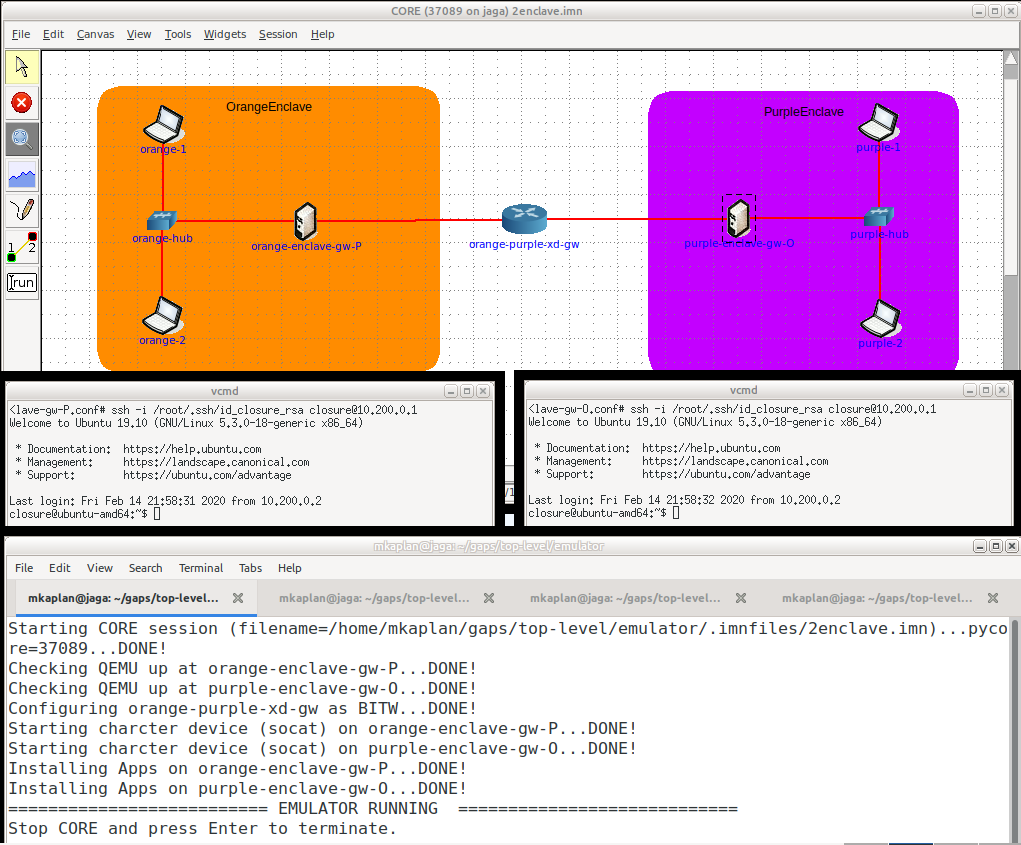 CORE (37089 on jaga) 2enclave.imn
File Edit Canvas View Tools Widgets Session Help
OrangeEnclave
PurpleEnclave
orange-1
purple-1
orange-hub
orange-enclave-gw-P
orange-purple-xd-gw
purple-enclave-gw-O
purple-hub
orange-2
purple-2
1 2
run
vcmd
<lave-gw-P.conf# ssh -i /root/.ssh/id_closure_rsa closure@10.200.0.1
Welcome to Ubuntu 19.10 (GNU/Linux 5.3.0-18-generic x86_64)
* Documentation: https://help.ubuntu.com
* Management: https://landscape.canonical.com
* Support: https://ubuntu.com/advantage
Last login: Fri Feb 14 21:58:31 2020 from 10.200.0.2
closure@ubuntu-amd64:~$
vcmd
<lave-gw-O.conf# ssh -i /root/.ssh/id_closure_rsa closure@10.200.0.1
Welcome to Ubuntu 19.10 (GNU/Linux 5.3.0-18-generic x86_64)
* Documentation: https://help.ubuntu.com
* Management: https://landscape.canonical.com
* Support: https://ubuntu.com/advantage
Last login: Fri Feb 14 21:58:32 2020 from 10.200.0.2
closure@ubuntu-amd64:~$
mkaplan@jaga: ~/gaps/top-level/emulator
File Edit View Search Terminal Tabs Help
mkaplan@jaga: ~/gaps/top-level... mkaplan@jaga: ~/gaps/top-level... mkaplan@jaga: ~/gaps/top-level... mkaplan@jaga: ~/gaps/top-level...
Starting CORE session (filename=/home/mkaplan/gaps/top-level/emulator/.imnfiles/2enclave.imn)...pyco
re=37089...DONE!
Checking QEMU up at orange-enclave-gw-P...DONE!
Checking QEMU up at purple-enclave-gw-O...DONE!
Configuring orange-purple-xd-gw as BITW...DONE!
Starting charcter device (socat) on orange-enclave-gw-P...DONE!
Starting charcter device (socat) on purple-enclave-gw-O...DONE!
Installing Apps on orange-enclave-gw-P...DONE!
Installing Apps on purple-enclave-gw-O...DONE!
========================== EMULATOR RUNNING ============================
Stop CORE and press Enter to terminate.